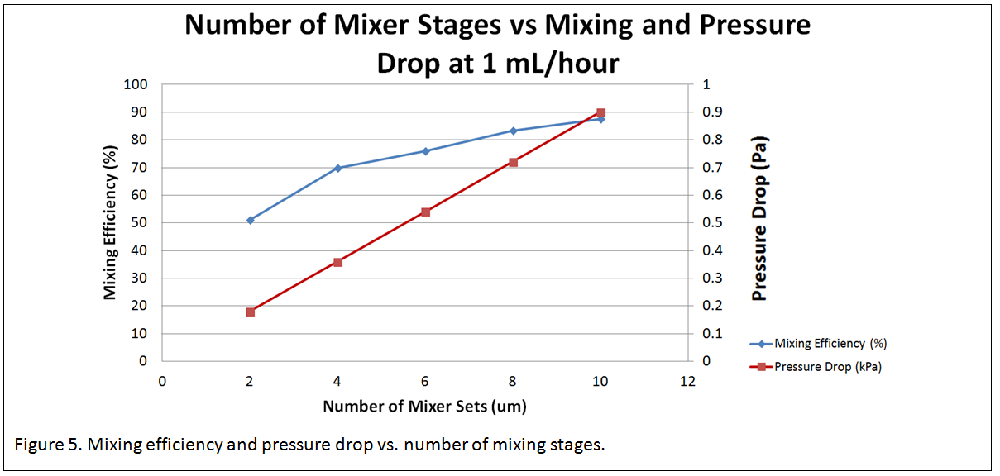 Number of Mixer Stages vs Mixing and Pressure
Drop at 1 mL/hour
100
90
80
70
60
50
40
30
20
10
0
Mixing Efficiency (%)
1
0.9
0.8
0.7
0.6
0.5
0.4
0.3
0.2
0.1
0
Pressure Drop (Pa)
0 2 4 6 8 10 12
Number of Mixer Sets (um)
Mixing Efficiency (%)
Pressure Drop (kPa)
Figure 5. Mixing efficiency and pressure drop vs. number of mixing stages.